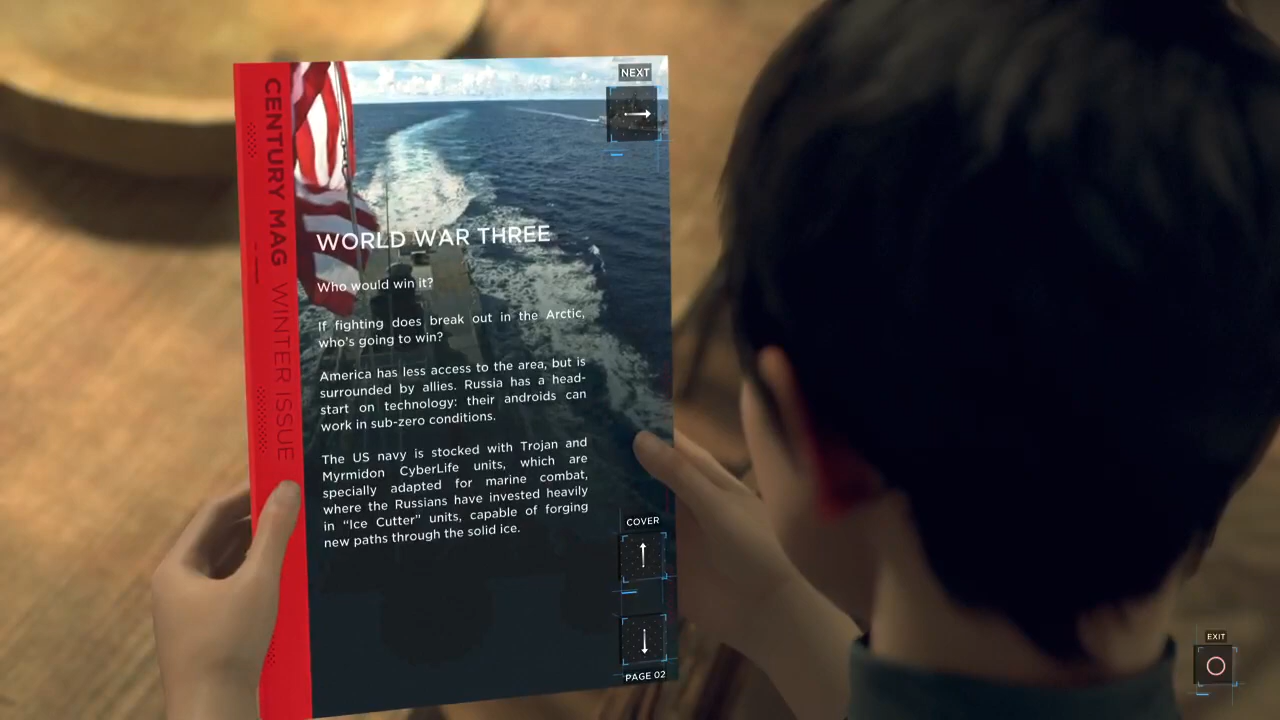 CENTURY MAG WINTER ISSUE
NEXT
WORLD WAR THREE
Who would win it?
If fighting does break out in the Arctic,
who's going to win?
America has less access to the area, but is
surrounded by allies. Russia has a head-
start on technology: their androids can
work in sub-zero conditions.
The US navy is stocked with Trojan and
Myrmidon CyberLife units, which are
specially adapted for marine combat,
where the Russians have invested heavily
in “Ice Cutter” units, capable of forging
new paths through the solid ice.
COVER
PAGE 02
EXIT